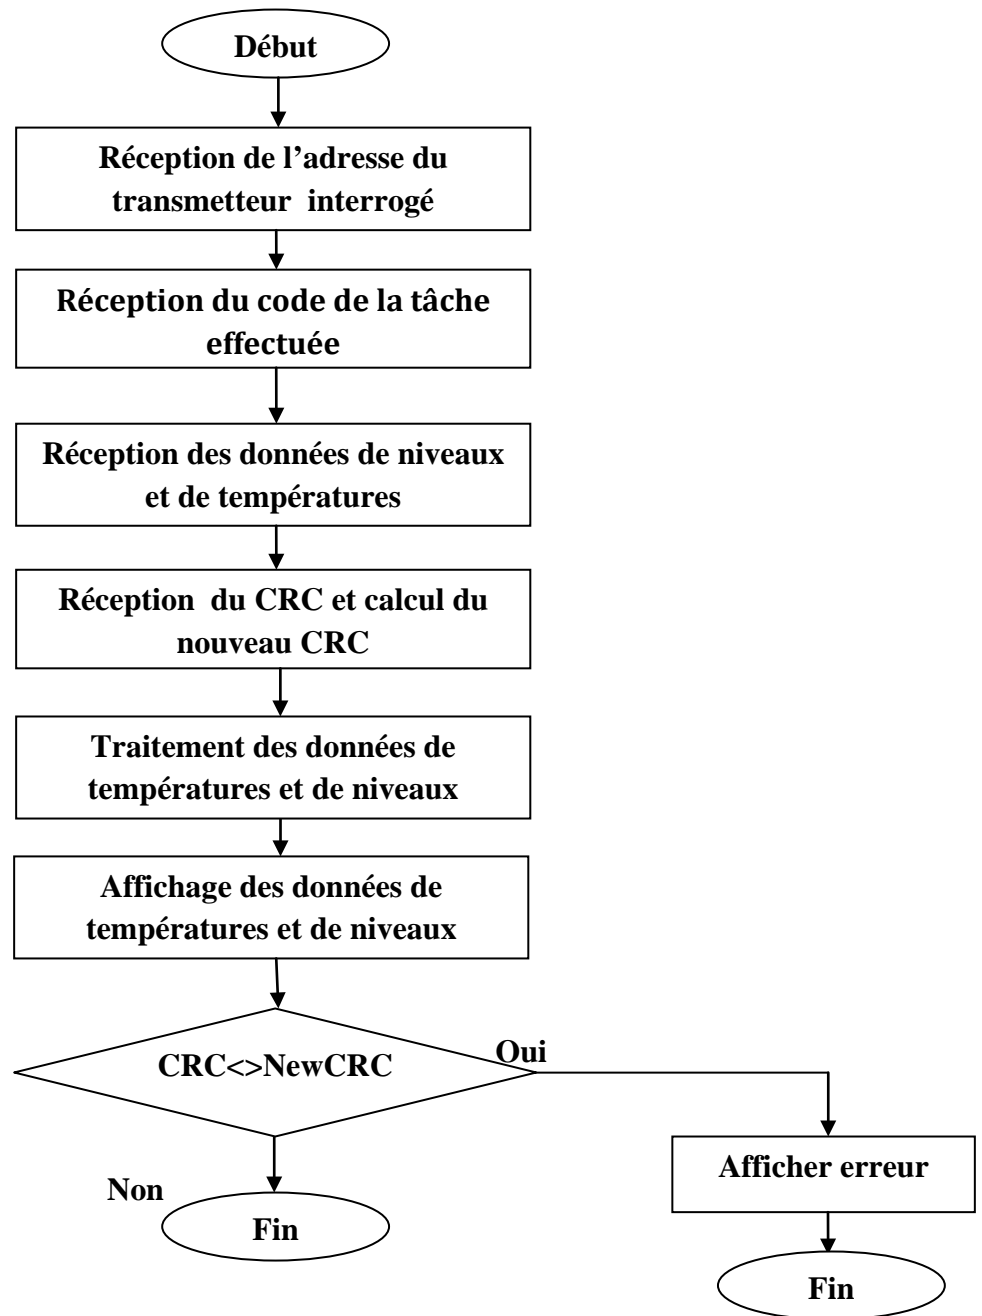 Début
Réception de l’adresse du
transmetteur interrogé
Réception du code de la tâche
effectuée
Réception des données de niveaux
et de températures
Réception du CRC et calcul du
nouveau CRC
Traitement des données de
températures et de niveaux
Affichage des données de
températures et de niveaux
CRC<>NewCRC
Oui
Afficher erreur
Non
Fin
Fin